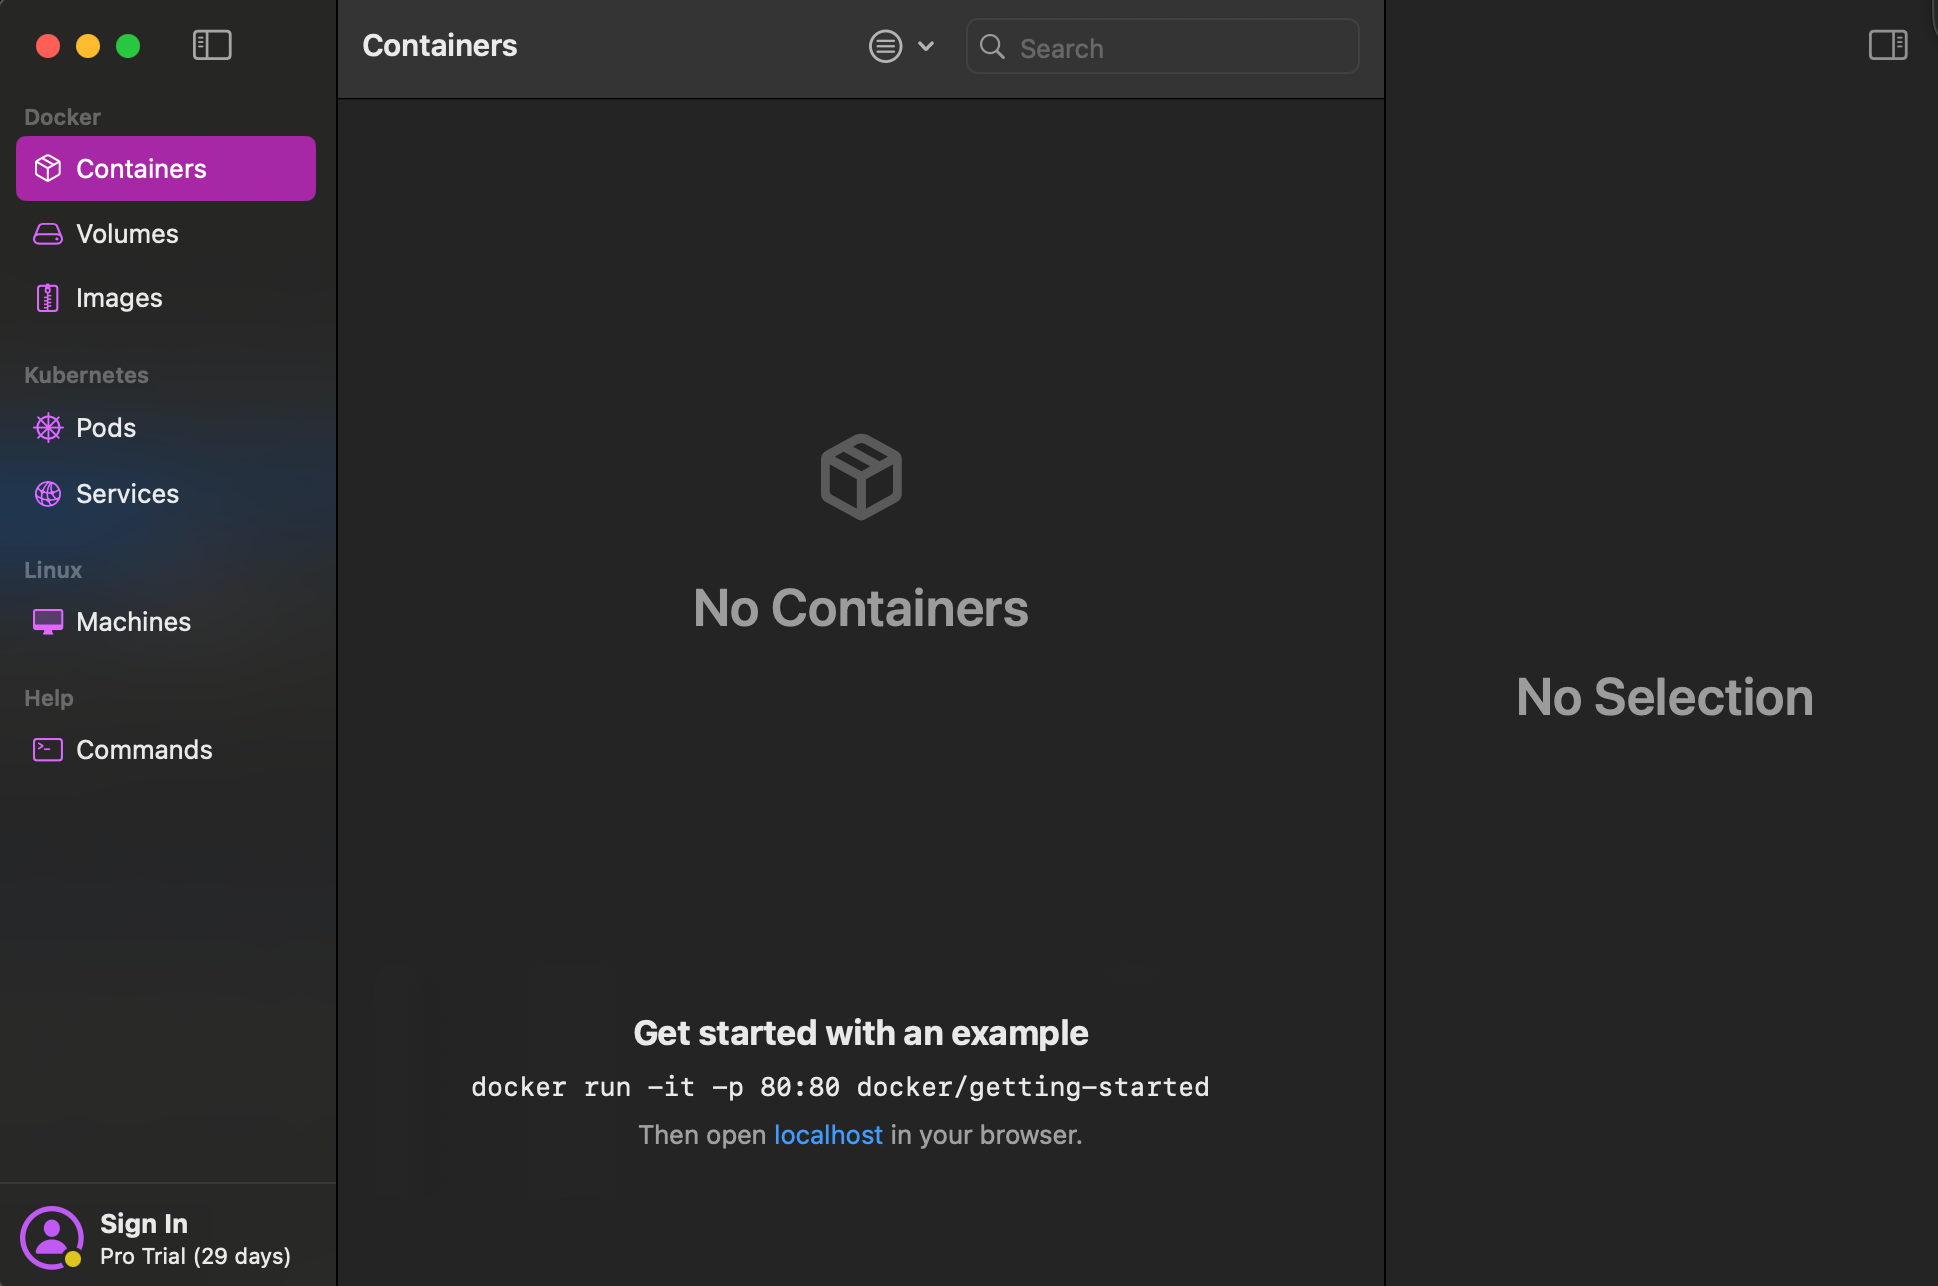 Docker
Containers
Volumes
Images
Kubernetes
Pods
Services
Linux
Machines
Help
Commands
Sign In
Pro Trial (29 days)
Containers
Search
No Containers
Get started with an example
docker run -it -p 80:80 docker/getting-started
Then open localhost in your browser.
No Selection